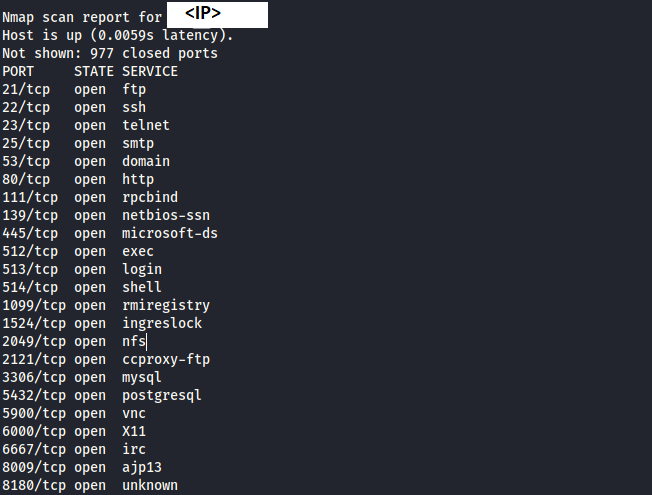 Nmap scan report for <IP>
Host is up (0.0059s latency).
Not shown: 977 closed ports
PORT STATE SERVICE
21/tcp open ftp
22/tcp open ssh
23/tcp open telnet
25/tcp open smtp
53/tcp open domain
80/tcp open http
111/tcp open rpcbind
139/tcp open netbios-ssn
445/tcp open microsoft-ds
512/tcp open exec
513/tcp open login
514/tcp open shell
1099/tcp open rmiregistry
1524/tcp open ingreslock
2049/tcp open nfs
2121/tcp open ccproxy-ftp
3306/tcp open mysql
5432/tcp open postgresql
5900/tcp open vnc
6000/tcp open X11
6667/tcp open irc
8009/tcp open ajp13
8180/tcp open unknown